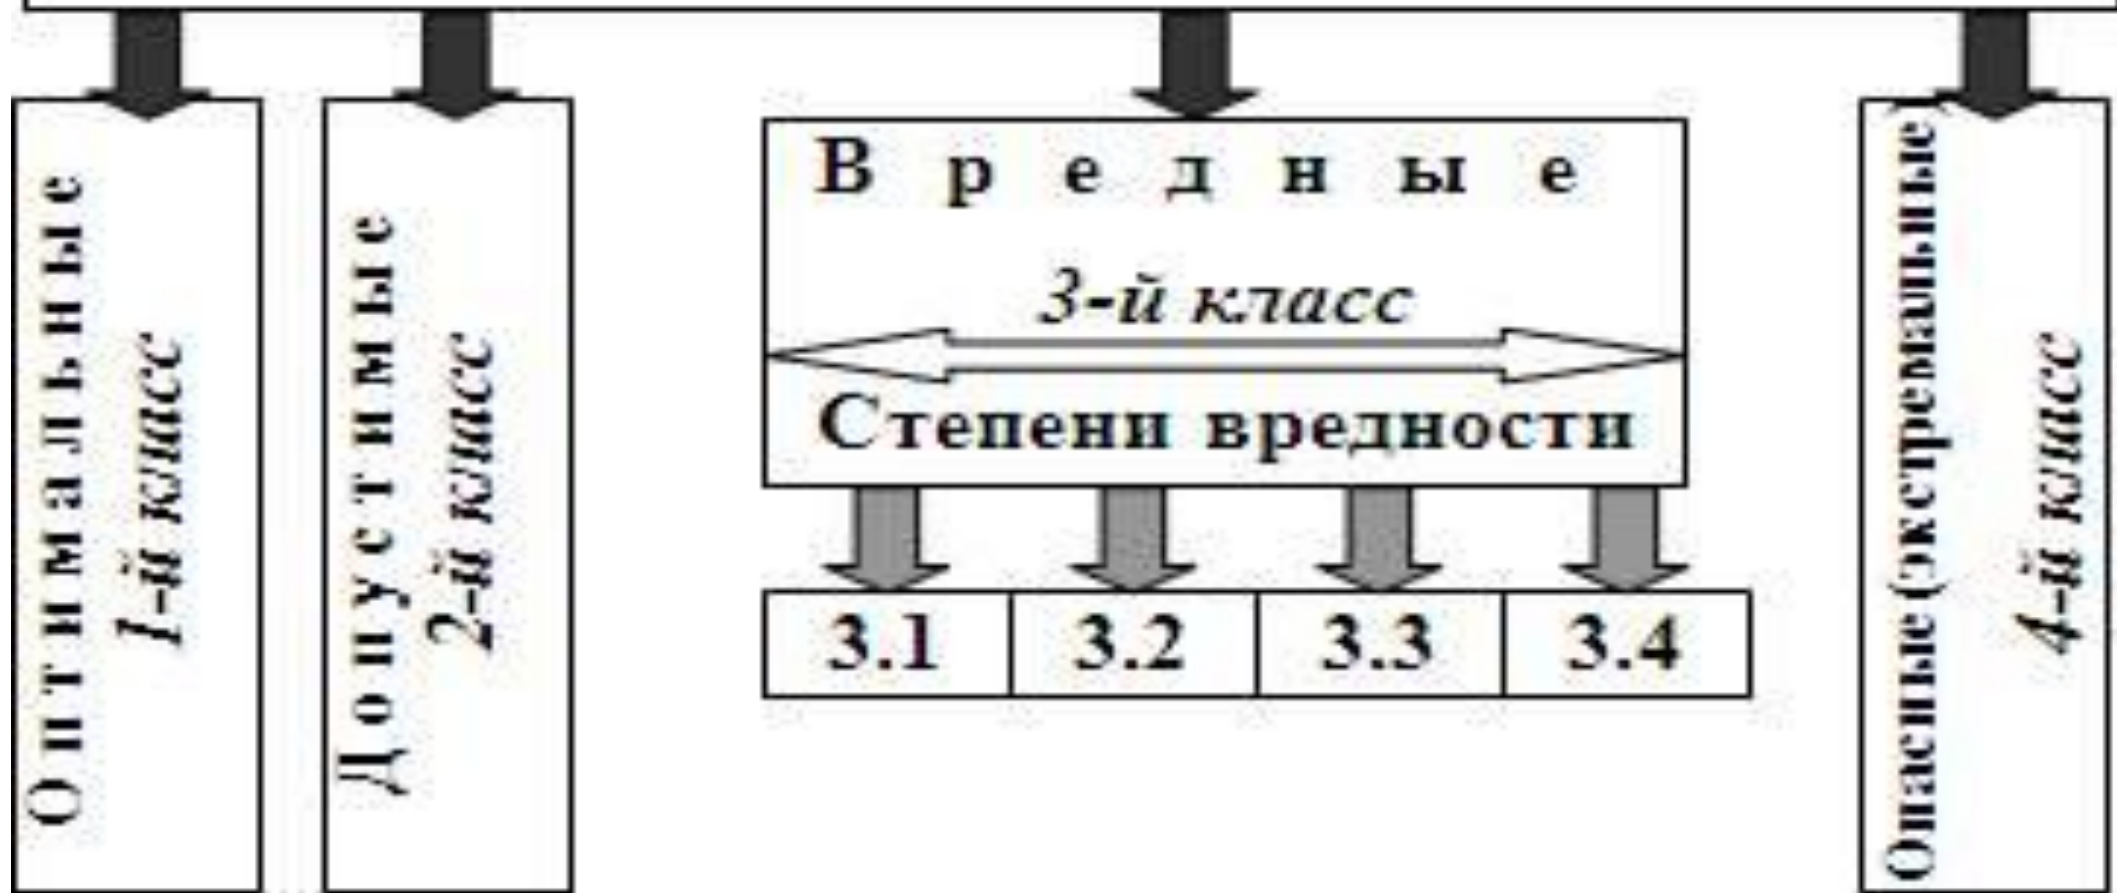 Оптимальные
1-й класс
Допустимые
2-й класс
Вредные
3-й класс
Степени вредности
3.1 3.2 3.3 3.4
Опасные (экстремальные)
4-й класс